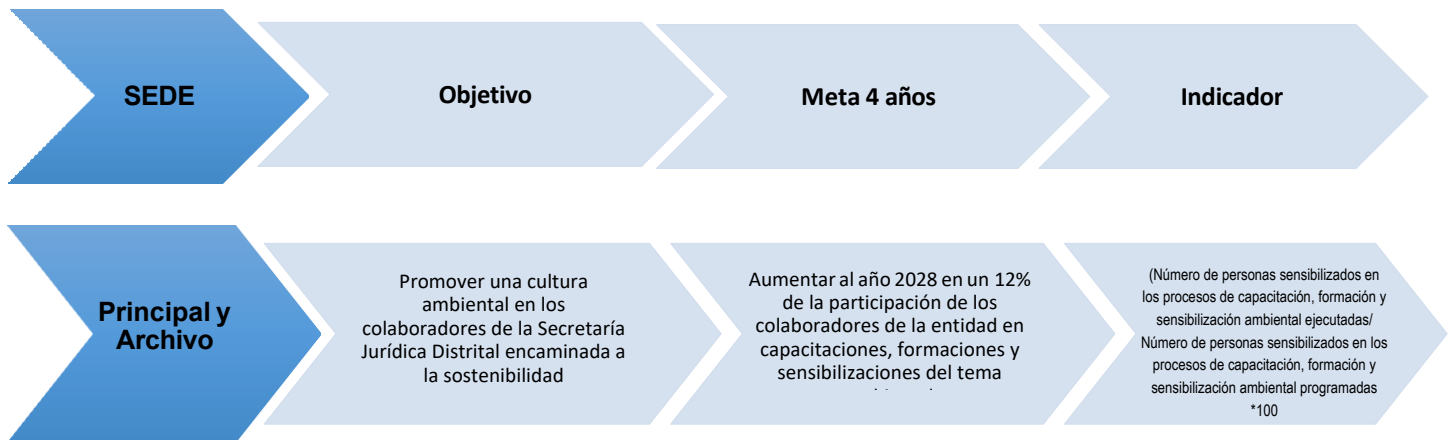 SEDE
Objetivo
Meta 4 años
Indicador
Principal y
Archivo
Promover una cultura
ambiental en los
colaboradores de la Secretaría
Jurídica Distrital encaminada a
la sostenibilidad
Aumentar al año 2028 en un 12%
de la participación de los
colaboradores de la entidad en
capacitaciones, formaciones y
sensibilizaciones del tema
(Número de personas sensibilizados en
los procesos de capacitación, formación y
sensibilización ambiental ejecutadas/
Número de personas sensibilizados en los
procesos de capacitación, formación y
sensibilización ambiental programadas
*100